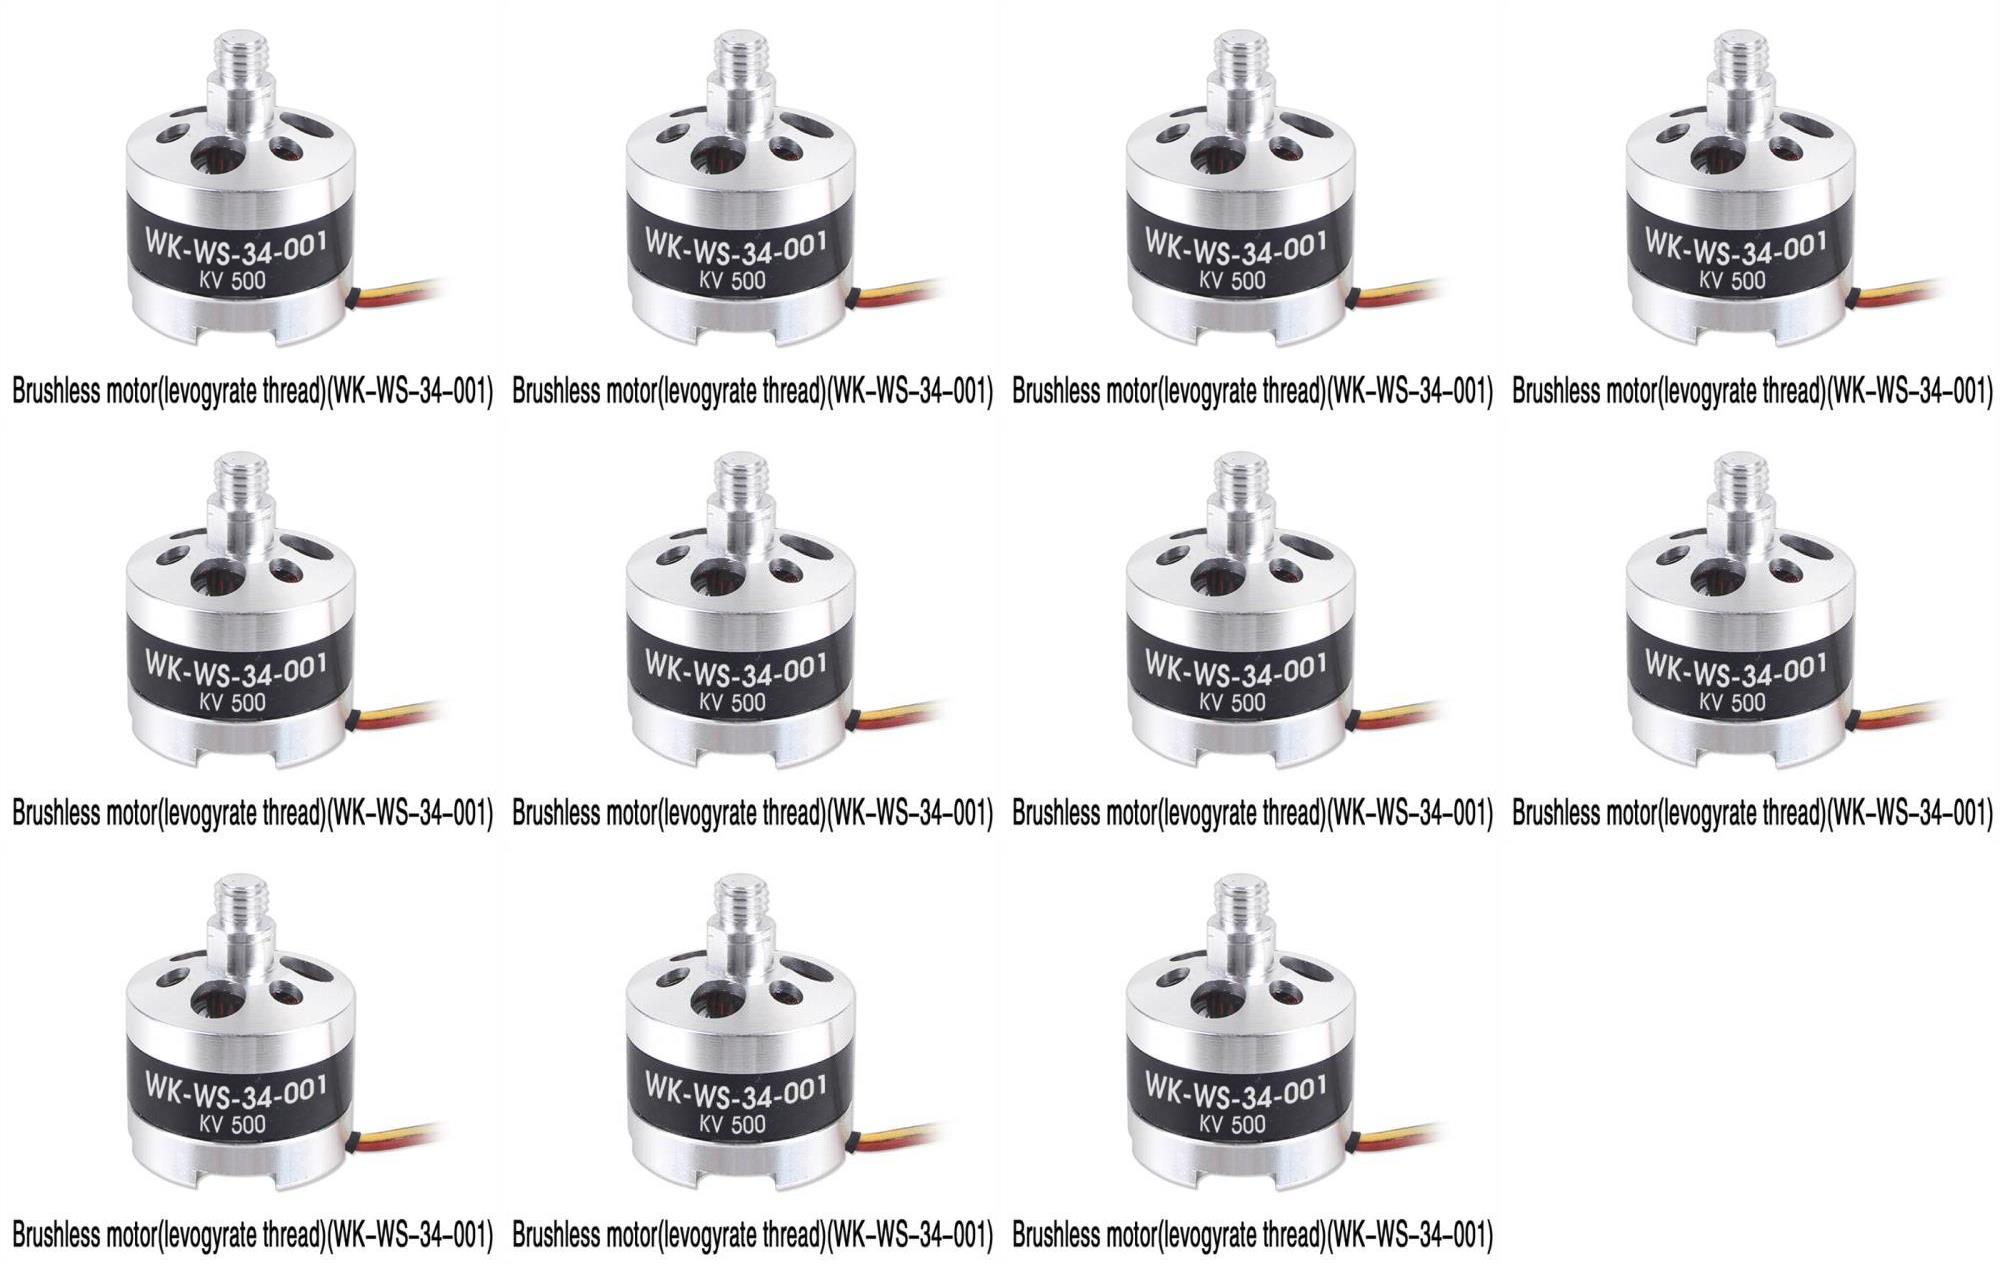 WK-WS-34-001 WK-WS-34-001 WK-WS-34-001 WK-WS-34-001
KV 500 KV 500 KV 500 KV 500
Brushless motor(levogyrate thread)(WK-WS-34-001) Brushless motor(levogyrate thread)(WK-WS-34-001) Brushless motor(levogyrate thread)(WK-WS-34-001) Brushless motor(levogyrate thread)(WK-WS-34-001)
WK-WS-34-001 WK-WS-34-001 WK-WS-34-001 WK-WS-34-001
KV 500 KV 500 KV 500 KV 500
Brushless motor(levogyrate thread)(WK-WS-34-001) Brushless motor(levogyrate thread)(WK-WS-34-001) Brushless motor(levogyrate thread)(WK-WS-34-001) Brushless motor(levogyrate thread)(WK-WS-34-001)
WK-WS-34-001 WK-WS-34-001 WK-WS-34-001
KV 500 KV 500 KV 500
Brushless motor(levogyrate thread)(WK-WS-34-001) Brushless motor(levogyrate thread)(WK-WS-34-001) Brushless motor(levogyrate thread)(WK-WS-34-001)